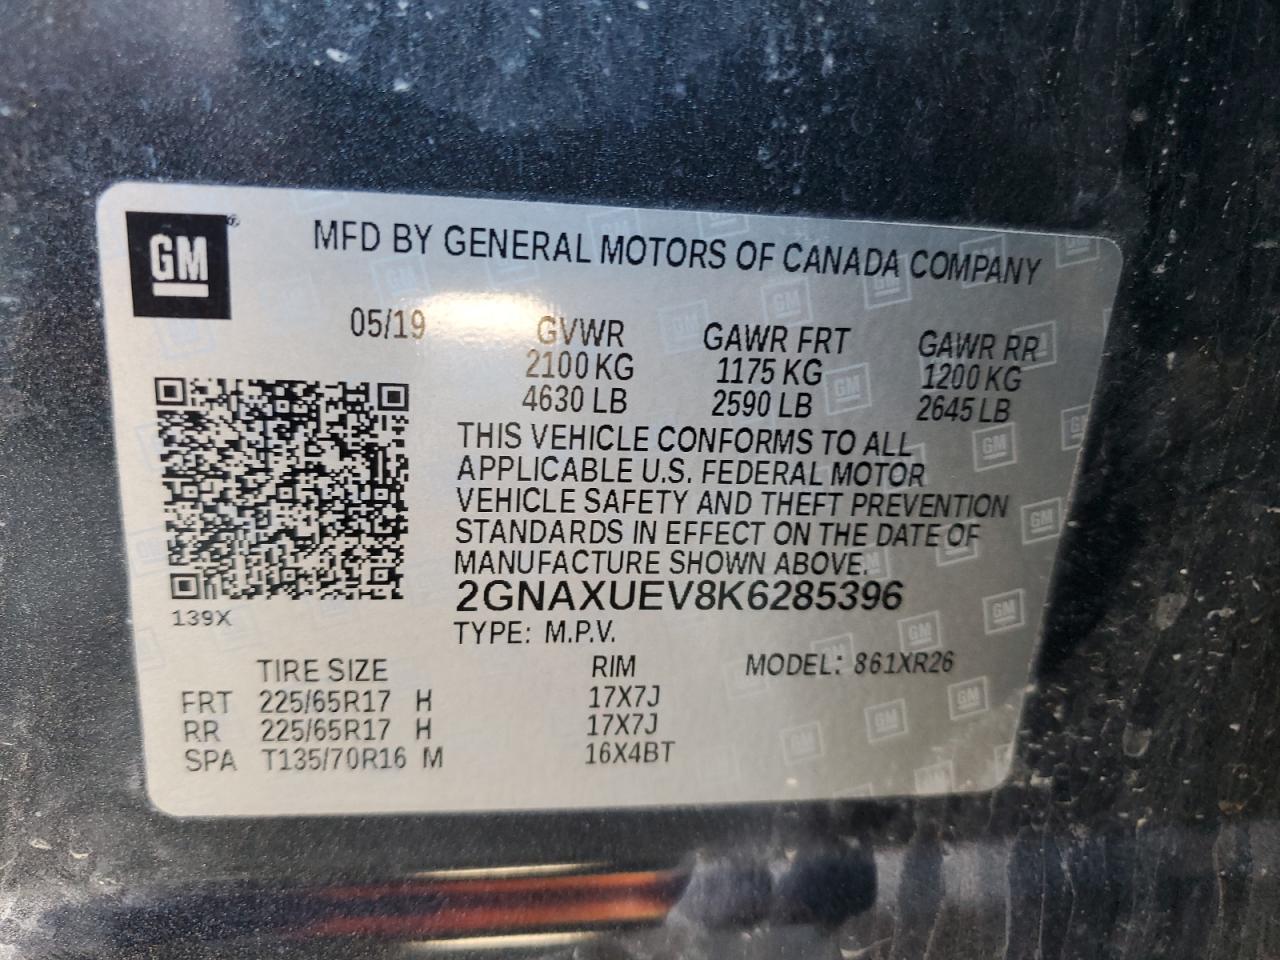 GM
MFD BY GENERAL MOTORS OF CANADA COMPANY
05/19 GVWR GAWR FRT GAWR RR
2100 KG 1175 KG 1200 KG
4630 LB 2590 LB 2645 LB
THIS VEHICLE CONFORMS TO ALL
APPLICABLE U.S. FEDERAL MOTOR
VEHICLE SAFETY AND THEFT PREVENTION
STANDARDS IN EFFECT ON THE DATE OF
MANUFACTURE SHOWN ABOVE.
2GNAXUEV8K6285396
139X
TYPE: M.P.V.
TIRE SIZE RIM MODEL: 861XR26
FRT 225/65R17 H 17X7J
RR 225/65R17 H 17X7J
SPA T135/70R16 M 16X4BT